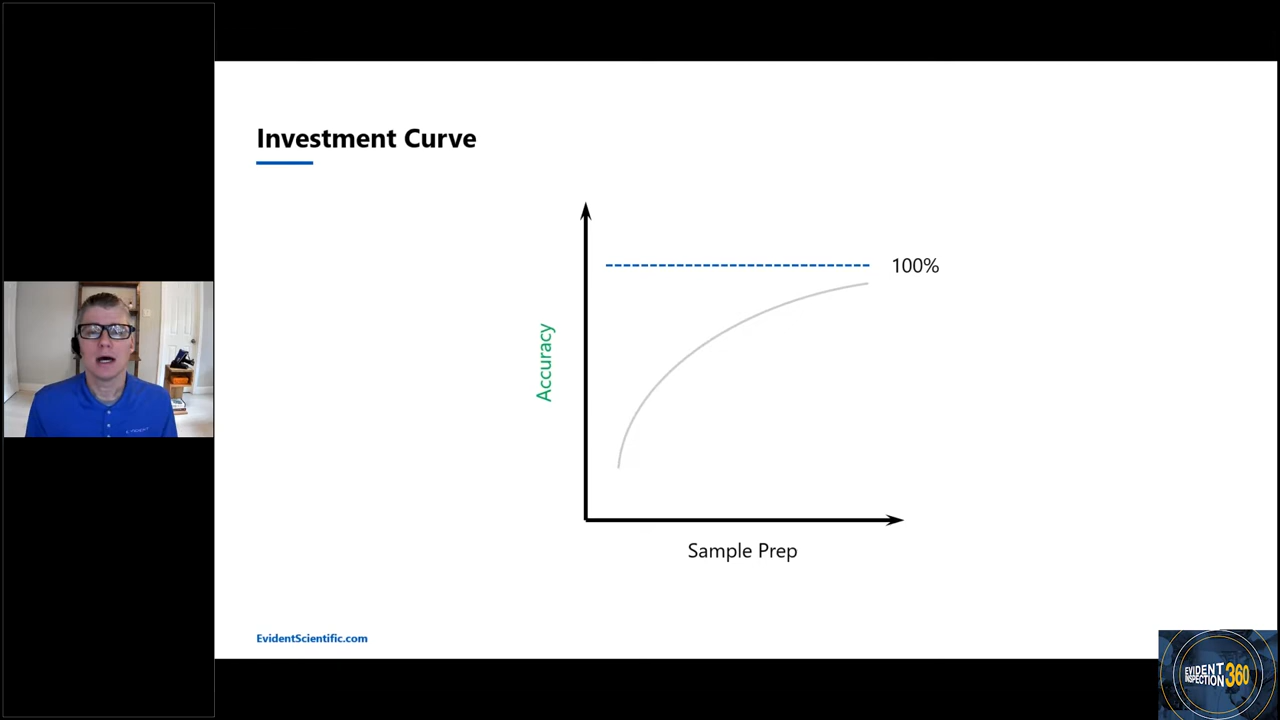 Investment Curve
100%
Accuracy
Sample Prep
EvidentScientific.com
EVIDENT
INSPECTION 360